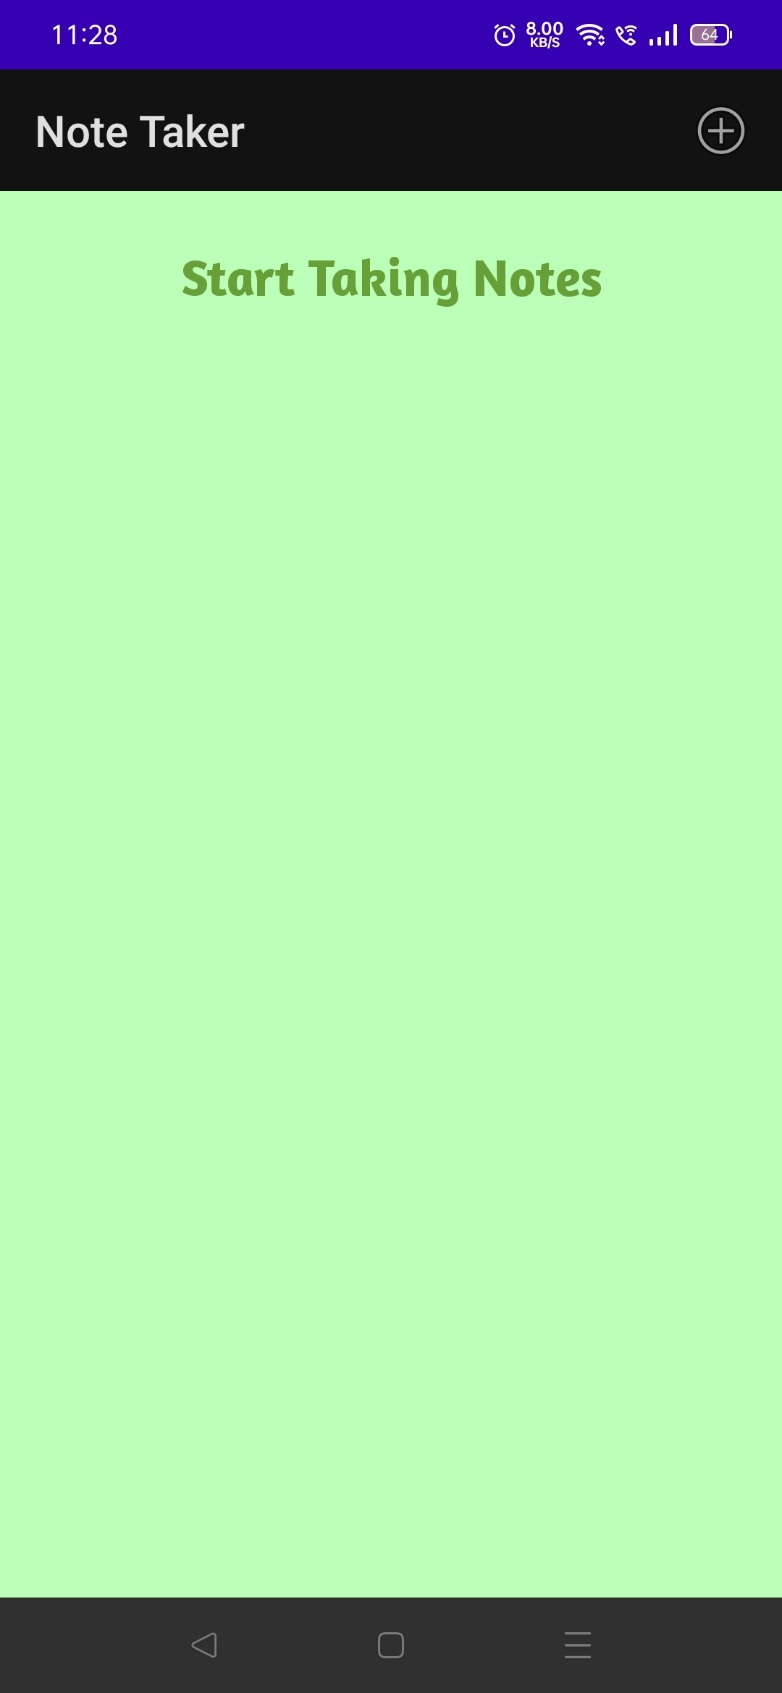 11:28
8.00
KB/S
64
Note Taker
Start Taking Notes